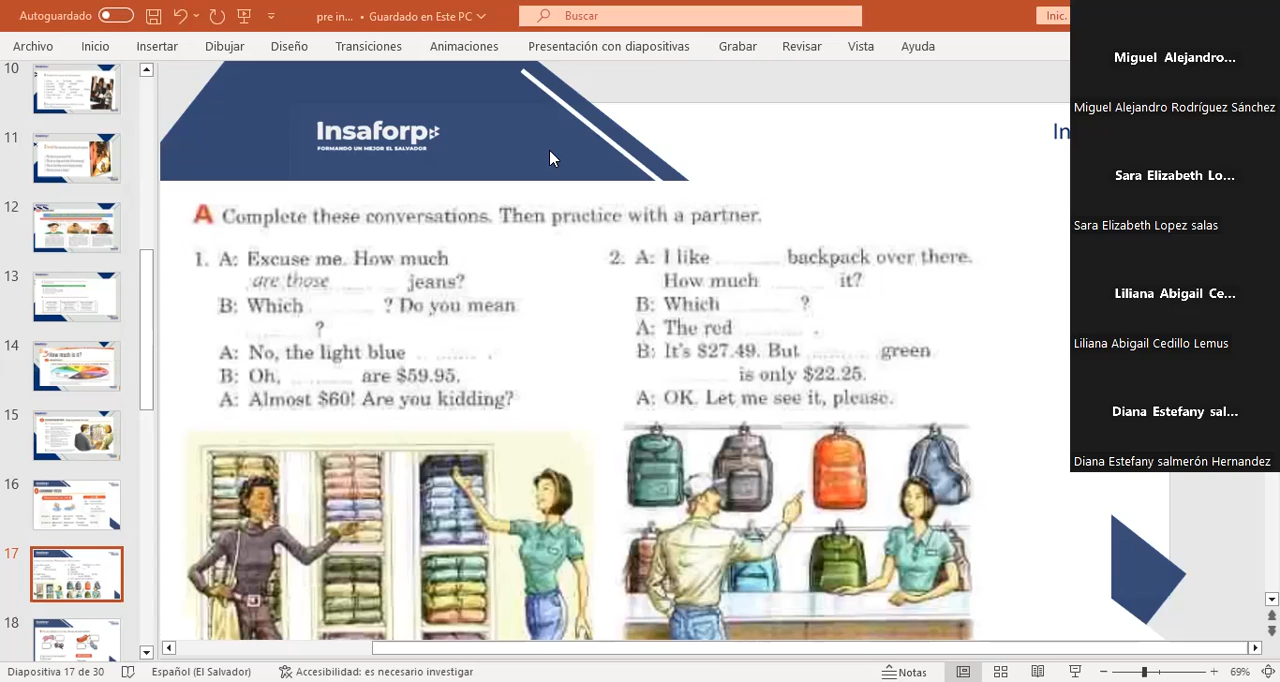 Autoguardado
pre in... • Guardado en Este PC
Buscar
Inic.
Archivo Inicio Insertar Dibujar Diseño Transiciones Animaciones Presentación con diapositivas Grabar Revisar Vista Ayuda
10
11
12
13
14
15
16
17
18
Insaforp
FORMANDO UN MEJOR EL SALVADOR
In
A Complete these conversations. Then practice with a partner.
1. A: Excuse me. How much
are those jeans?
B: Which ? Do you mean
?
A: No, the light blue .
B: Oh, are $59.95.
A: Almost $60! Are you kidding?
2. A: I like backpack over there.
How much it?
B: Which ?
A: The red .
B: It's $27.49. But green
is only $22.25.
A: OK. Let me see it, please.
Miguel Alejandro...
Miguel Alejandro Rodríguez Sánchez
Sara Elizabeth Lo...
Sara Elizabeth Lopez salas
Liliana Abigail Ce...
Liliana Abigail Cedillo Lemus
Diana Estefany sal...
Diana Estefany salmerón Hernandez
Diapositiva 17 de 30
Español (El Salvador)
Accesibilidad: es necesario investigar
Notas
69%